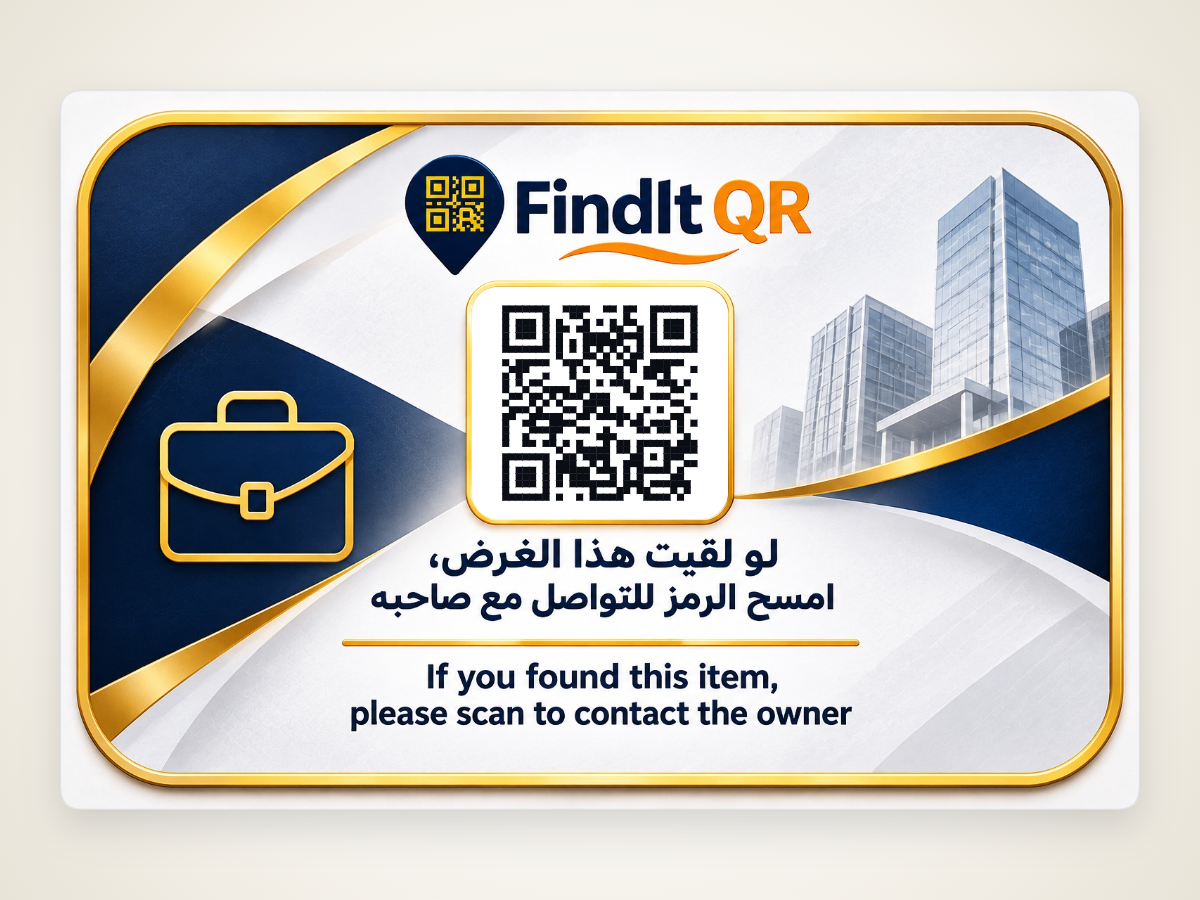 FindIt QR
لو لقيت هذا الغرض،
امسح الرمز للتواصل مع صاحبه
If you found this item,
please scan to contact the owner